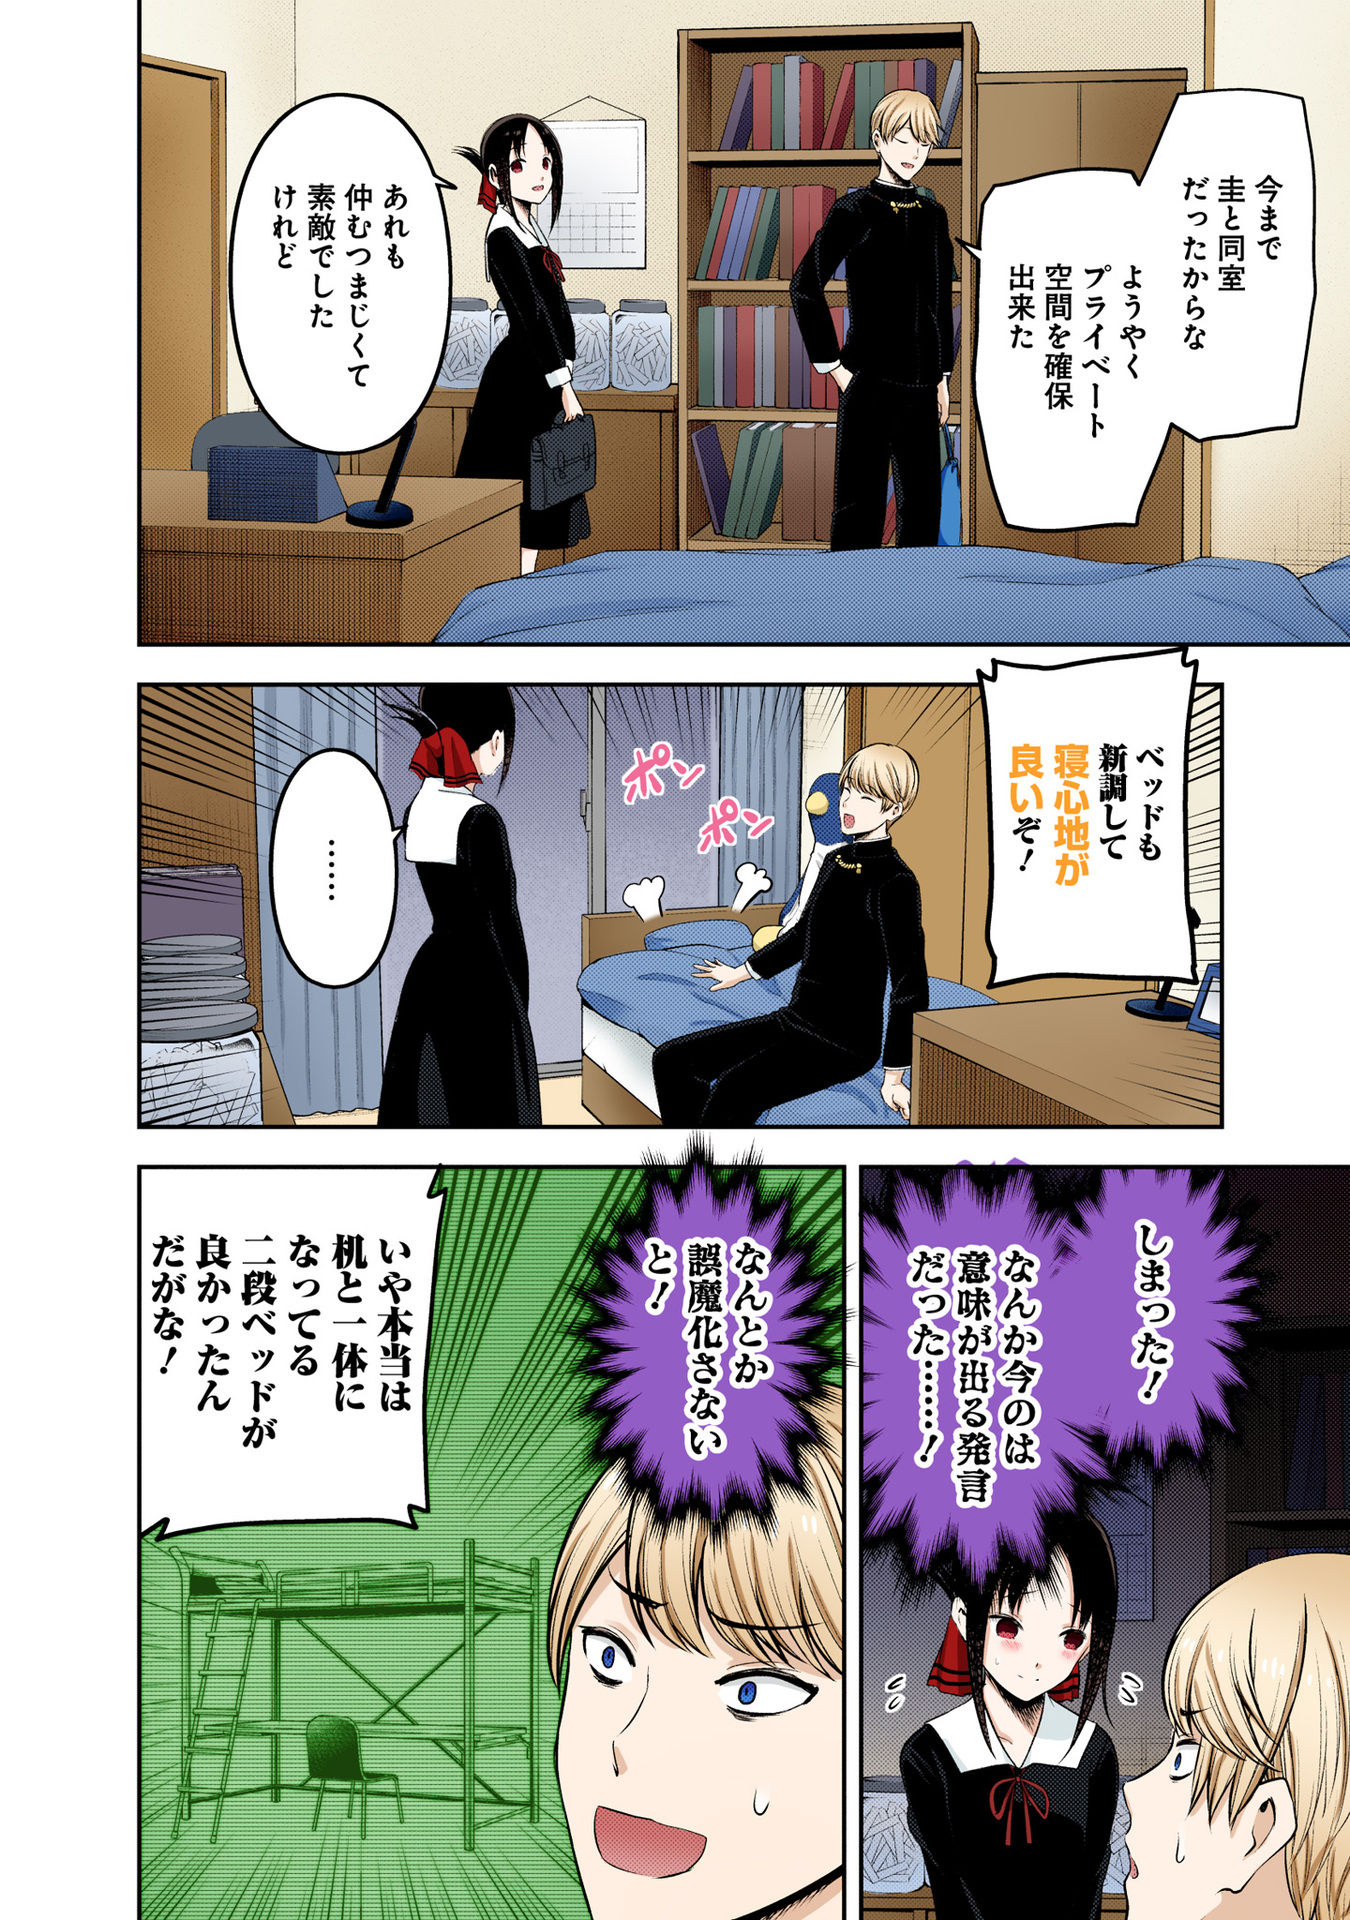 今まで
圭と同室
だったからな
ようやく
プライベート
空間を確保
出来た
あれも
仲むつまじくて
素敵でした
けれど
ベッドも
新調して
寝心地が
良いぞ！
ポン
ポン
……
しまった！
なんか今のは
意味が出る発言
だった……！
なんとか
誤魔化さない
と！
いや本当は
机と一体に
なってる
二段ベッドが
良かったん
だがな！